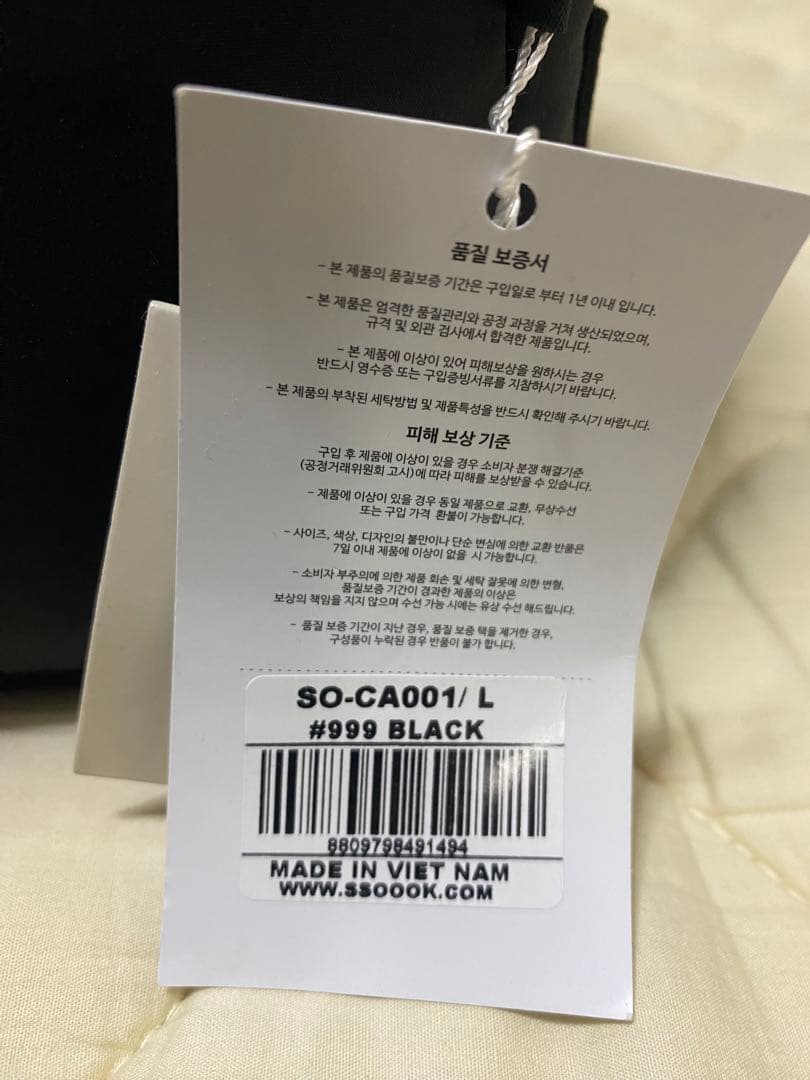 품질 보증서
- 본 제품의 품질보증 기간은 구입일로 부터 1년 이내 입니다.
- 본 제품은 엄격한 품질관리와 공정 과정을 거쳐 생산되었으며,
규격 및 외관 검사에서 합격한 제품입니다.
- 본 제품에 이상이 있어 피해보상을 원하시는 경우
반드시 영수증 또는 구입증빙서류를 지참하시기 바랍니다.
- 본 제품의 부착된 세탁방법 및 제품특성을 반드시 확인해 주시기 바랍니다.
피해 보상 기준
구입 후 제품에 이상이 있을 경우 소비자 분쟁 해결기준
(공정거래위원회 고시)에 따라 피해를 보상받을 수 있습니다.
- 제품에 이상이 있을 경우 동일 제품으로 교환, 무상수선
또는 구입 가격 환불이 가능합니다.
- 사이즈, 색상, 디자인의 불만이나 단순 변심에 의한 교환 반품은
7일 이내 제품에 이상이 없을 시 가능합니다.
- 소비자 부주의에 의한 제품 회손 및 세탁 잘못에 의한 변형,
품질보증 기간이 경과한 제품의 이상은
보상의 책임을 지지 않으며 수선 가능 시에는 유상 수선 해드립니다.
- 품질 보증 기간이 지난 경우, 품질 보증 택을 제거한 경우,
구성품이 누락된 경우 반품이 불가 합니다.
SO-CA001/ L
#999 BLACK
8809798491494
MADE IN VIET NAM
WWW.SSOOOK.COM